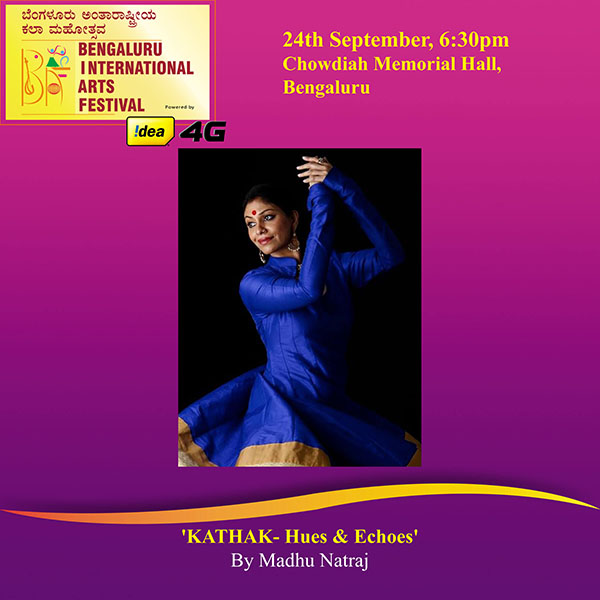 ಬೆಂಗಳೂರು ಅಂತಾರಾಷ್ಟ್ರೀಯ
ಕಲಾ ಮಹೋತ್ಸವ
BENGALURU
INTERNATIONAL
ARTS
FESTIVAL
Powered by
!dea 4G
24th September, 6:30pm
Chowdiah Memorial Hall,
Bengaluru
'KATHAK- Hues & Echoes'
By Madhu Natraj